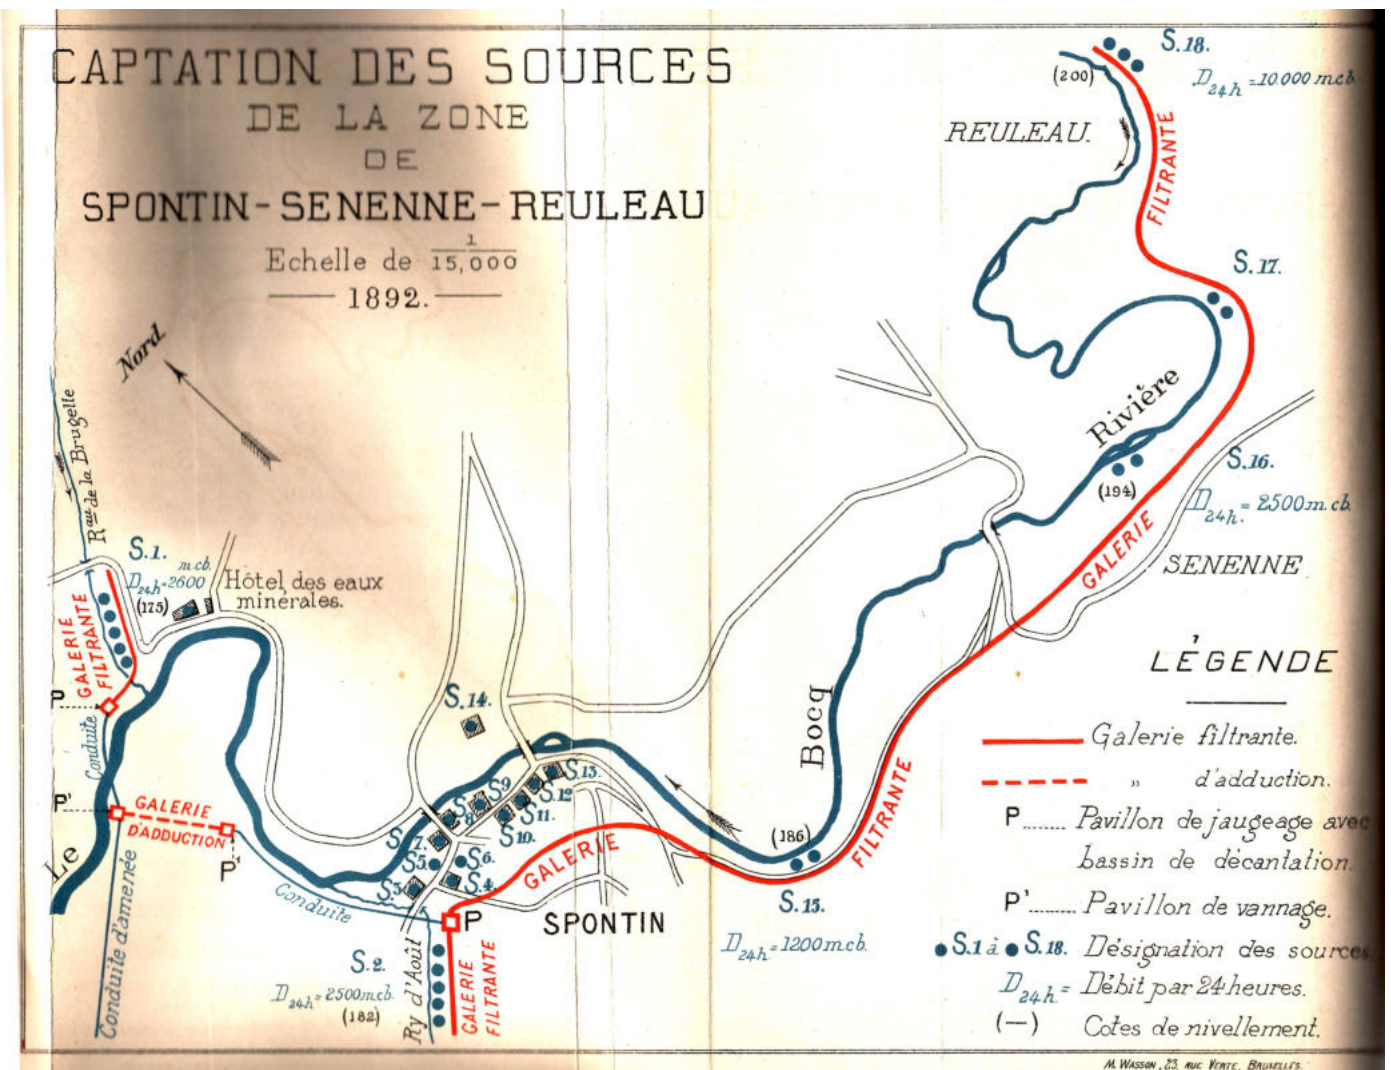 CAPTATION DES SOURCES
DE LA ZONE
DE
SPONTIN-SENENNE-REULEAU
Echelle de 1/15,000
1892.
Nord
S.18.
D24h = 10.000 m.cb.
(200)
REULEAU.
FILTRANTE
S.17.
Rivière
S.16.
(194)
D24h. = 2500 m.cb.
GALERIE
SENENNE
Rau de la Brugelle
S.1.
m.cb.
D24h = 2600
(175)
Hôtel des eaux
minérales.
GALERIE
FILTRANTE
P
Conduite
P'
GALERIE
D'ADDUCTION
P'
Le
Conduite d'amenée
Conduite
S.14.
S.13.
S.12
S.11.
S.10.
S.9
S.8
S.7.
S.6.
S.5
S.4.
S.3
Bocq
(186)
FILTRANTE
GALERIE
S.15.
D24h. = 1200 m.cb.
P
SPONTIN
S.2.
D24h = 2500 m.cb.
(182)
Ry d'Août
GALERIE
FILTRANTE
LÉGENDE
Galerie filtrante.
„ d'adduction.
P........ Pavillon de jaugeage avec
bassin de décantation.
P'......... Pavillon de vannage.
S.1 à S.18. Désignation des sources
D24h. = Débit par 24 heures.
(—) Cotes de nivellement.
M. WASSON, 23, RUE VERTE, BRUXELLES.